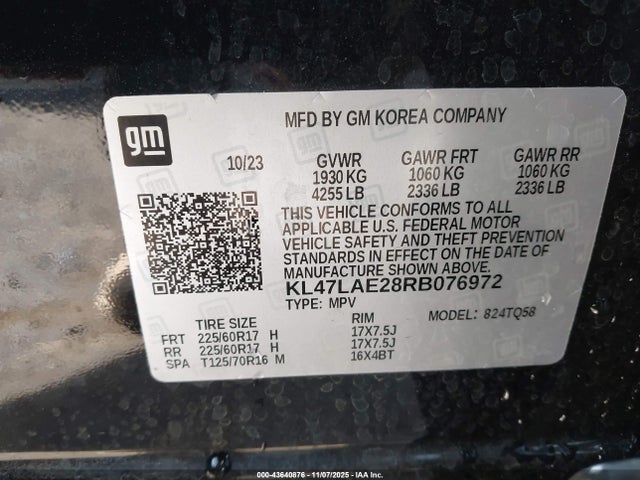 MFD BY GM KOREA COMPANY
gm
10/23 GVWR GAWR FRT GAWR RR
1930 KG 1060 KG 1060 KG
4255 LB 2336 LB 2336 LB
THIS VEHICLE CONFORMS TO ALL
APPLICABLE U.S. FEDERAL MOTOR
VEHICLE SAFETY AND THEFT PREVENTION
STANDARDS IN EFFECT ON THE DATE OF
MANUFACTURE SHOWN ABOVE.
KL47LAE28RB076972
TYPE: MPV MODEL: 824TQ58
TIRE SIZE RIM
FRT 225/60R17 H 17X7.5J
RR 225/60R17 H 17X7.5J
SPA T125/70R16 M 16X4BT
000-43640876 - 11/07/2025 - IAA Inc.